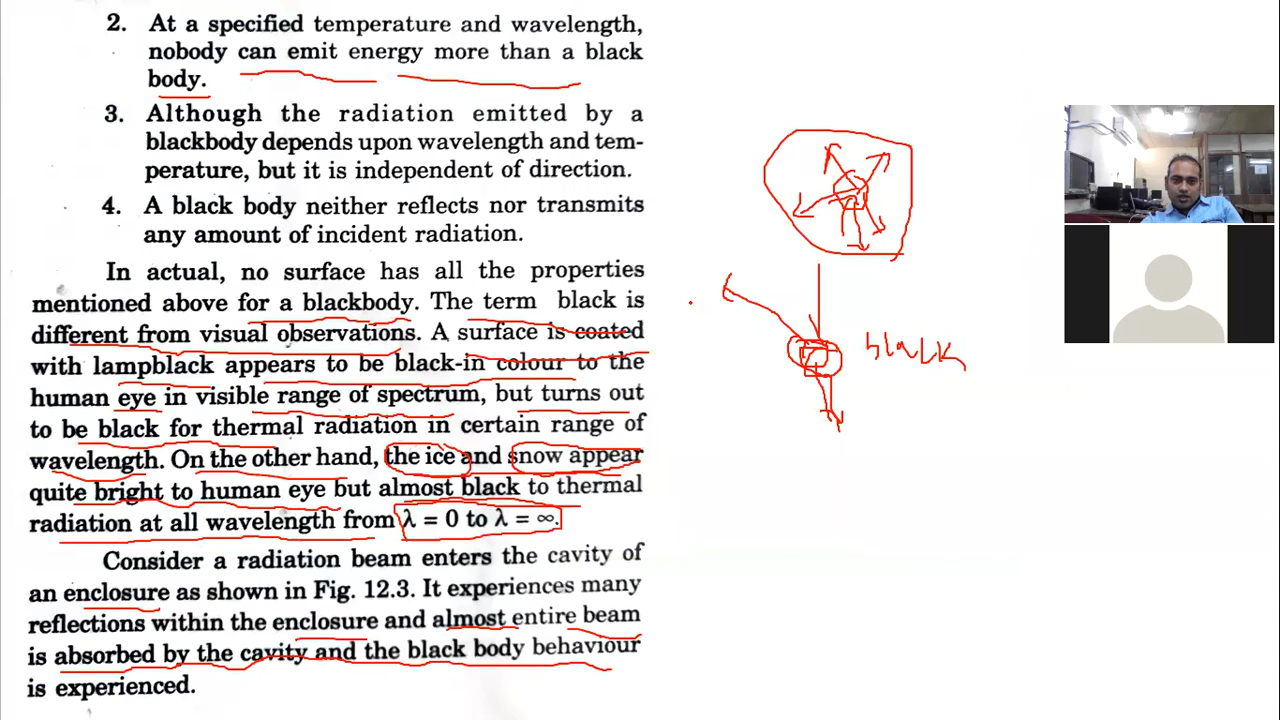 2. At a specified temperature and wavelength,
nobody can emit energy more than a black
body.
3. Although the radiation emitted by a
blackbody depends upon wavelength and tem-
perature, but it is independent of direction.
4. A black body neither reflects nor transmits
any amount of incident radiation.
In actual, no surface has all the properties
mentioned above for a blackbody. The term black is
different from visual observations. A surface is coated
with lampblack appears to be black-in colour to the
human eye in visible range of spectrum, but turns out
to be black for thermal radiation in certain range of
wavelength. On the other hand, the ice and snow appear
quite bright to human eye but almost black to thermal
radiation at all wavelength from λ = 0 to λ = ∞.
Consider a radiation beam enters the cavity of
an enclosure as shown in Fig. 12.3. It experiences many
reflections within the enclosure and almost entire beam
is absorbed by the cavity and the black body behaviour
is experienced.
black